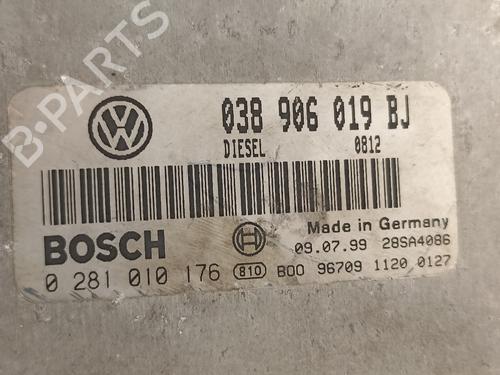 B-PARTS
038 906 019 BJ
DIESEL 0812
BOSCH
Made in Germany
09.07.99 28SA4086
0 281 010 176 810 B00 96709 1120 0127